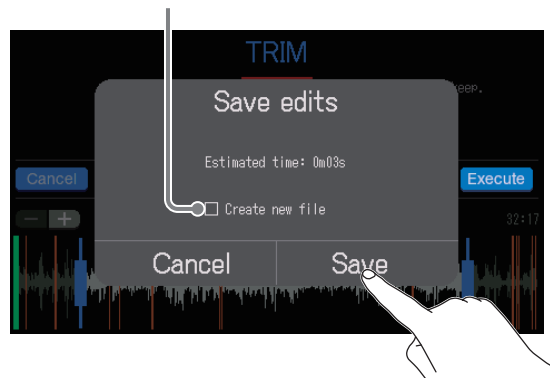 TRIM
eep.
Save edits
Estimated time: 0m03s
Cancel
Execute
Create new file
32:17
Cancel
Save